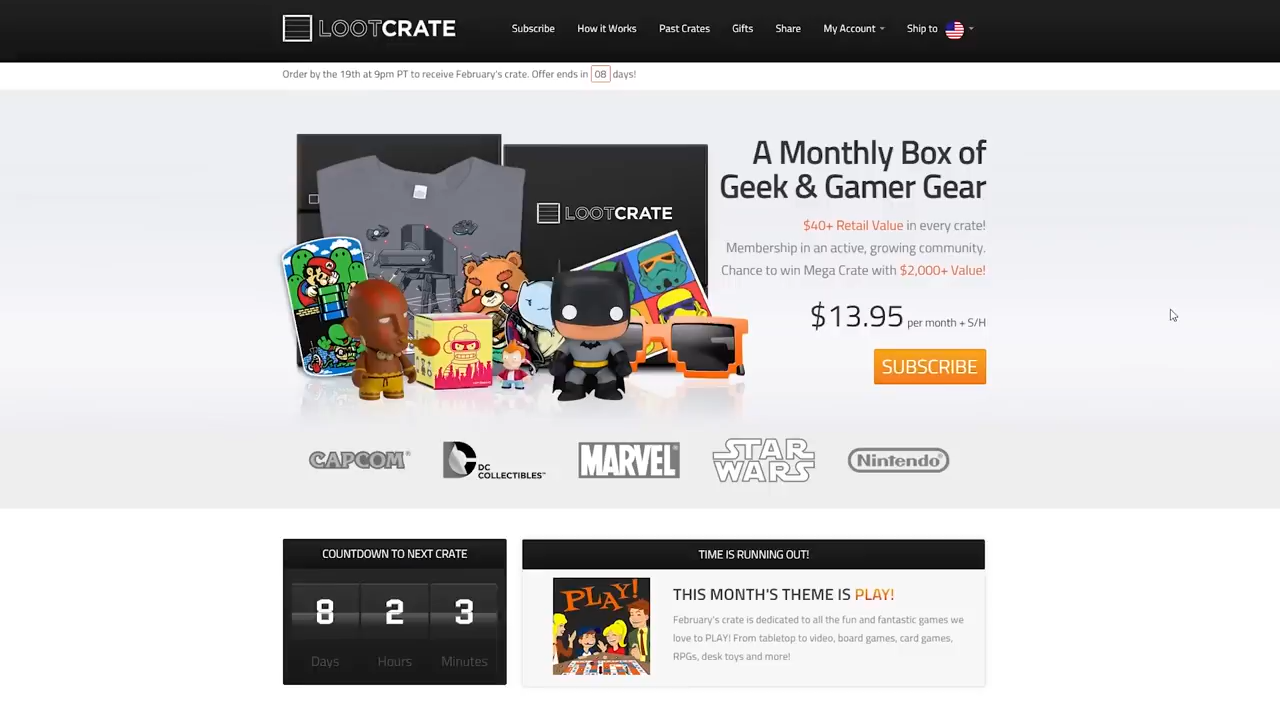 LOOTCRATE
Subscribe
How it Works
Past Crates
Gifts
Share
My Account
Ship to
Order by the 19th at 9pm PT to receive February's crate. Offer ends in 08 days!
LOOTCRATE
A Monthly Box of
Geek & Gamer Gear
$40+ Retail Value in every crate!
Membership in an active, growing community.
Chance to win Mega Crate with $2,000+ Value!
$13.95 per month + S/H
SUBSCRIBE
CAPCOM®
DC
COLLECTIBLES™
MARVEL
STAR
WARS
Nintendo®
COUNTDOWN TO NEXT CRATE
8 2 3
Days Hours Minutes
TIME IS RUNNING OUT!
PLAY!
THIS MONTH'S THEME IS PLAY!
February's crate is dedicated to all the fun and fantastic games we
love to PLAY! From tabletop to video, board games, card games,
RPGs, desk toys and more!